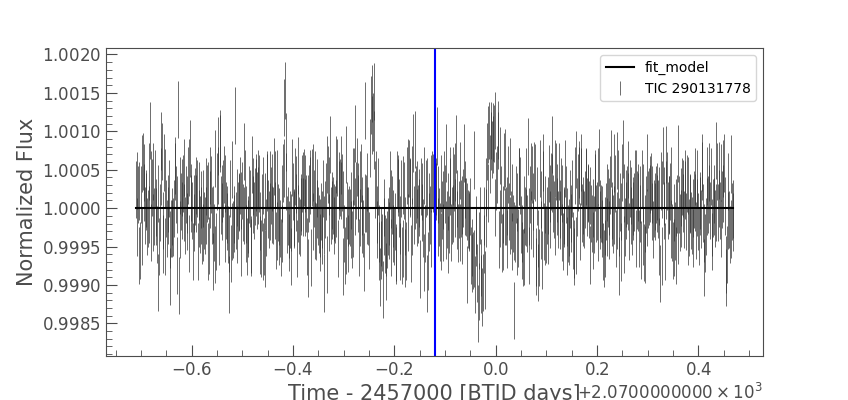 1.0020
1.0015
1.0010
1.0005
1.0000
0.9995
0.9990
0.9985
Normalized Flux
fit_model
TIC 290131778
−0.6
−0.4
−0.2
0.0
0.2
0.4
Time - 2457000 [BTJD days]
+2.0700000000 × 10³